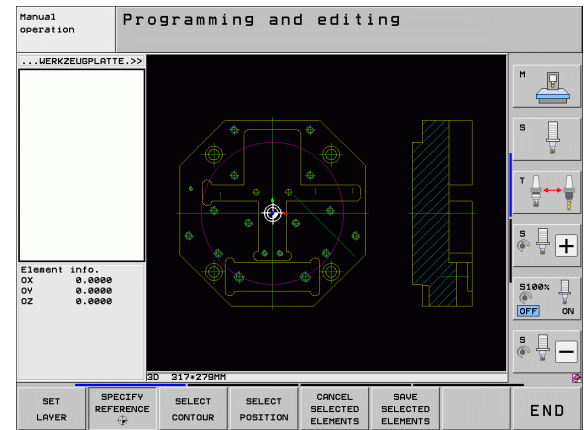 Manual
operation
Programming and editing
...WERKZEUGPLATTE.>>
M
S
T
S
S100%
OFF ON
S
Element info.
OX 0.0000
OY 0.0000
OZ 0.0000
3D 317*279MM
SET
LAYER
SPECIFY
REFERENCE
SELECT
CONTOUR
SELECT
POSITION
CANCEL
SELECTED
ELEMENTS
SAVE
SELECTED
ELEMENTS
END